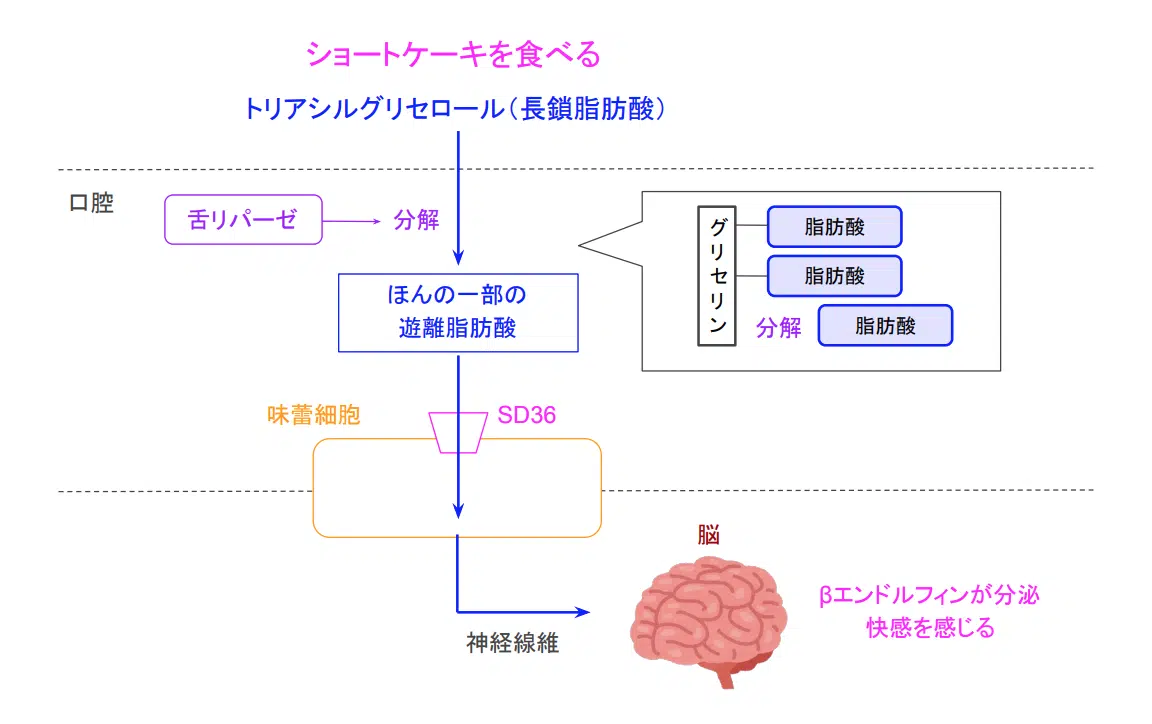 ショートケーキを食べる
トリアシルグリセロール（長鎖脂肪酸）
口腔
舌リパーゼ
分解
ほんの一部の
遊離脂肪酸
グリセリン
脂肪酸
脂肪酸
分解
脂肪酸
味蕾細胞
SD36
脳
βエンドルフィンが分泌
快感を感じる
神経線維